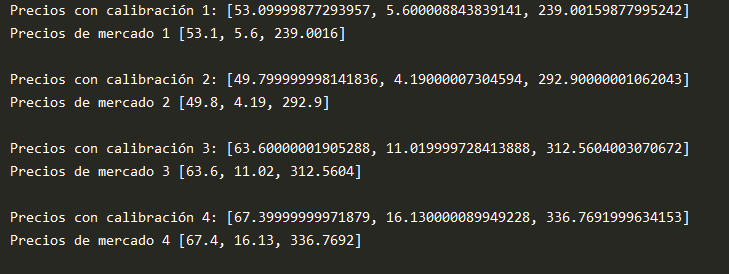 Precios con calibración 1: [53.09999877293957, 5.600008843839141, 239.00159877995242]
Precios de mercado 1 [53.1, 5.6, 239.0016]
Precios con calibración 2: [49.799999998141836, 4.19000007304594, 292.90000001062043]
Precios de mercado 2 [49.8, 4.19, 292.9]
Precios con calibración 3: [63.60000001905288, 11.019999728413888, 312.5604003070672]
Precios de mercado 3 [63.6, 11.02, 312.5604]
Precios con calibración 4: [67.39999999971879, 16.130000089949228, 336.7691999634153]
Precios de mercado 4 [67.4, 16.13, 336.7692]